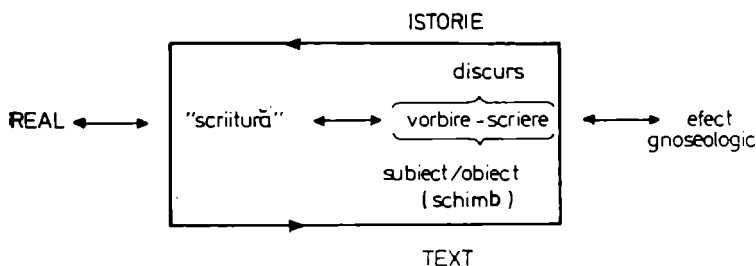 ISTORIE
discurs
REAL "scriitură" vorbire - scriere efect
gnoseologic
subiect/obiect
(schimb)
TEXT